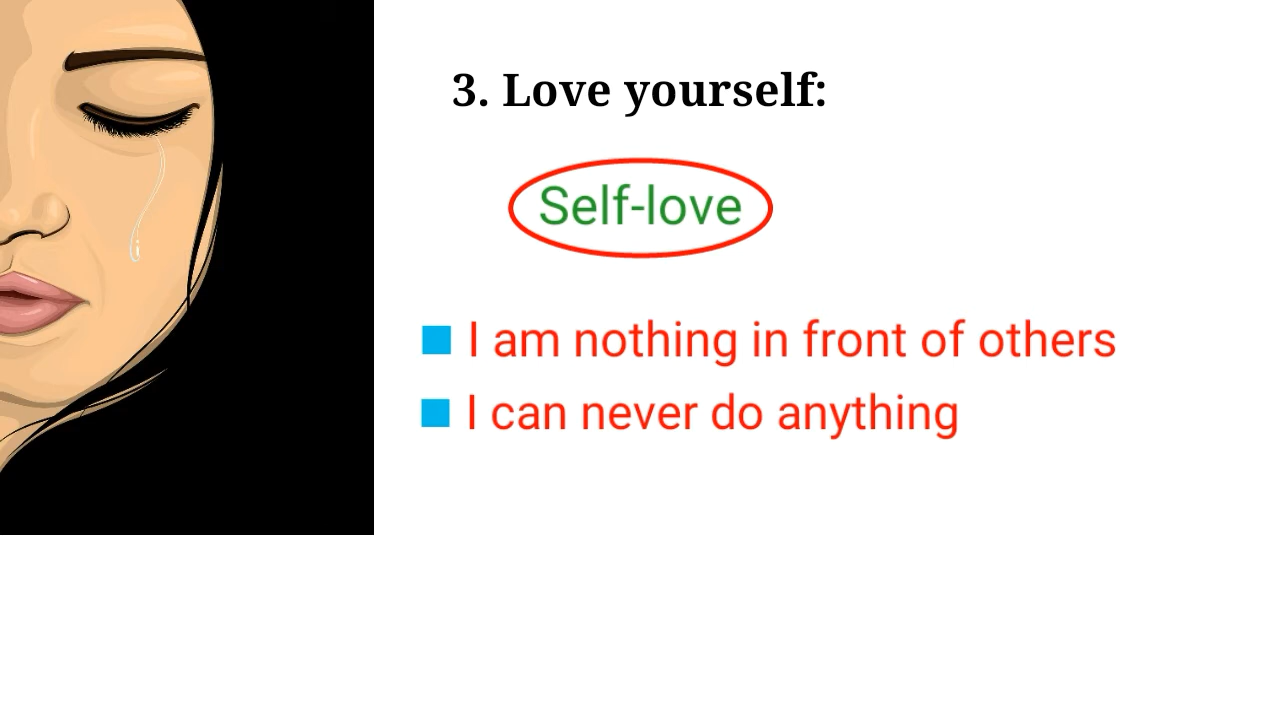 3. Love yourself:
Self-love
I am nothing in front of others
I can never do anything